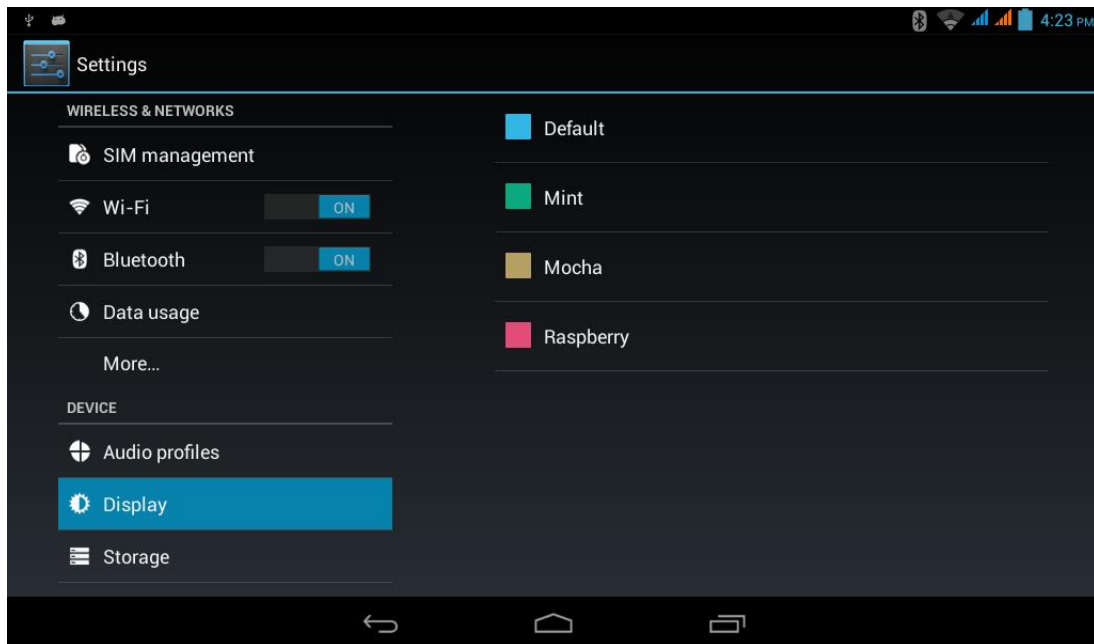 4:23 PM
Settings
WIRELESS & NETWORKS
SIM management
Wi-Fi ON
Bluetooth ON
Data usage
More...
DEVICE
Audio profiles
Display
Storage
Default
Mint
Mocha
Raspberry